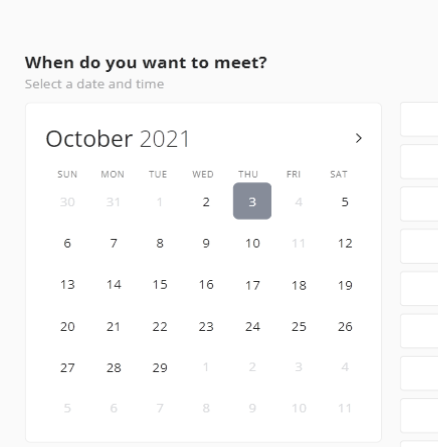 When do you want to meet?
Select a date and time
October 2021
SUN MON TUE WED THU FRI SAT
30 31 1 2 3 4 5
6 7 8 9 10 11 12
13 14 15 16 17 18 19
20 21 22 23 24 25 26
27 28 29 1 2 3 4
5 6 7 8 9 10 11